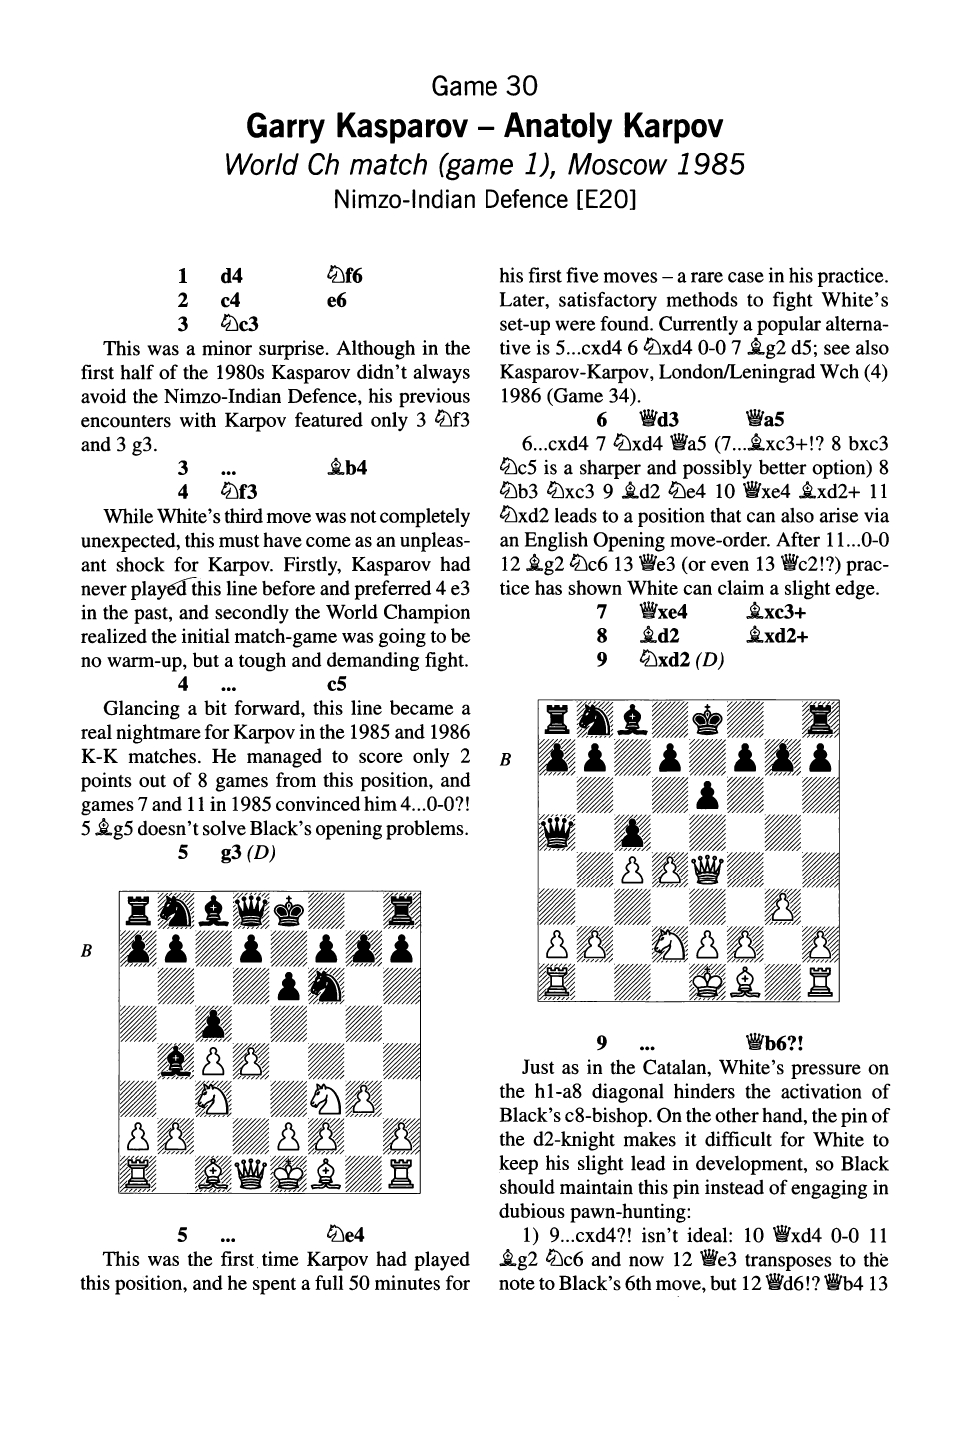 Game 30
Garry Kasparov – Anatoly Karpov
World Ch match (game 1), Moscow 1985
Nimzo-Indian Defence [E20]
1 d4 ♘f6
2 c4 e6
3 ♘c3
This was a minor surprise. Although in the
first half of the 1980s Kasparov didn't always
avoid the Nimzo-Indian Defence, his previous
encounters with Karpov featured only 3 ♘f3
and 3 g3.
3 ... ♗b4
4 ♘f3
While White's third move was not completely
unexpected, this must have come as an unpleas-
ant shock for Karpov. Firstly, Kasparov had
never played this line before and preferred 4 e3
in the past, and secondly the World Champion
realized the initial match-game was going to be
no warm-up, but a tough and demanding fight.
4 ... c5
Glancing a bit forward, this line became a
real nightmare for Karpov in the 1985 and 1986
K-K matches. He managed to score only 2
points out of 8 games from this position, and
games 7 and 11 in 1985 convinced him 4...0-0?!
5 ♗g5 doesn't solve Black's opening problems.
5 g3 (D)
B
5 ... ♘e4
This was the first time Karpov had played
this position, and he spent a full 50 minutes for
his first five moves – a rare case in his practice.
Later, satisfactory methods to fight White's
set-up were found. Currently a popular alterna-
tive is 5...cxd4 6 ♘xd4 0-0 7 ♗g2 d5; see also
Kasparov-Karpov, London/Leningrad Wch (4)
1986 (Game 34).
6 ♕d3 ♕a5
6...cxd4 7 ♘xd4 ♕a5 (7...♗xc3+!? 8 bxc3
♘c5 is a sharper and possibly better option) 8
♘b3 ♘xc3 9 ♗d2 ♘e4 10 ♕xe4 ♗xd2+ 11
♘xd2 leads to a position that can also arise via
an English Opening move-order. After 11...0-0
12 ♗g2 ♘c6 13 ♕e3 (or even 13 ♕c2!?) prac-
tice has shown White can claim a slight edge.
7 ♕xe4 ♗xc3+
8 ♗d2 ♗xd2+
9 ♘xd2 (D)
B
9 ... ♕b6?!
Just as in the Catalan, White's pressure on
the h1-a8 diagonal hinders the activation of
Black's c8-bishop. On the other hand, the pin of
the d2-knight makes it difficult for White to
keep his slight lead in development, so Black
should maintain this pin instead of engaging in
dubious pawn-hunting:
1) 9...cxd4?! isn't ideal: 10 ♕xd4 0-0 11
♗g2 ♘c6 and now 12 ♕e3 transposes to the
note to Black's 6th move, but 12 ♕d6!? ♕b4 13